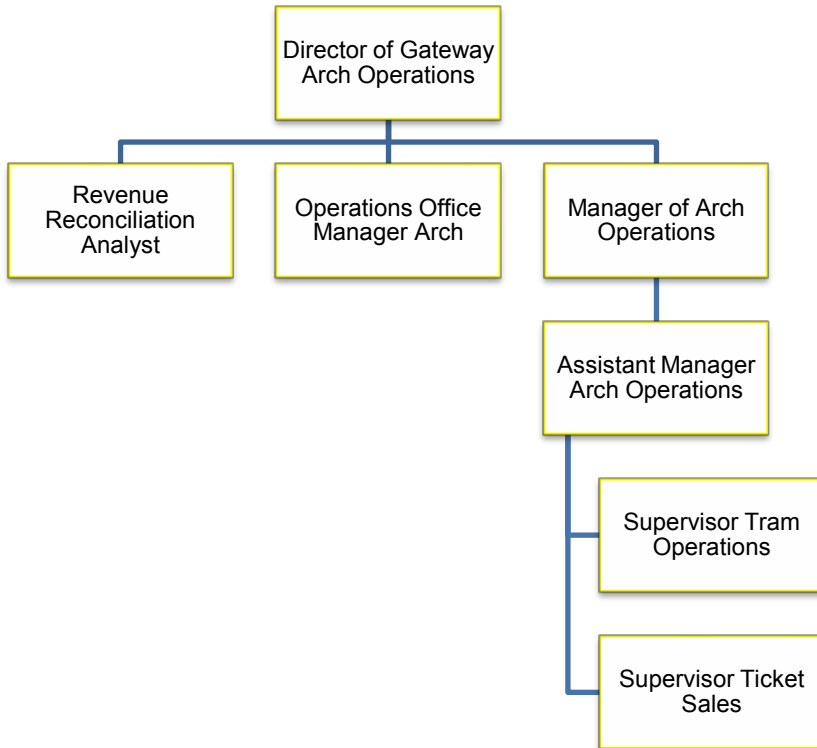 Director of Gateway
Arch Operations
Revenue
Reconciliation
Analyst
Operations Office
Manager Arch
Manager of Arch
Operations
Assistant Manager
Arch Operations
Supervisor Tram
Operations
Supervisor Ticket
Sales